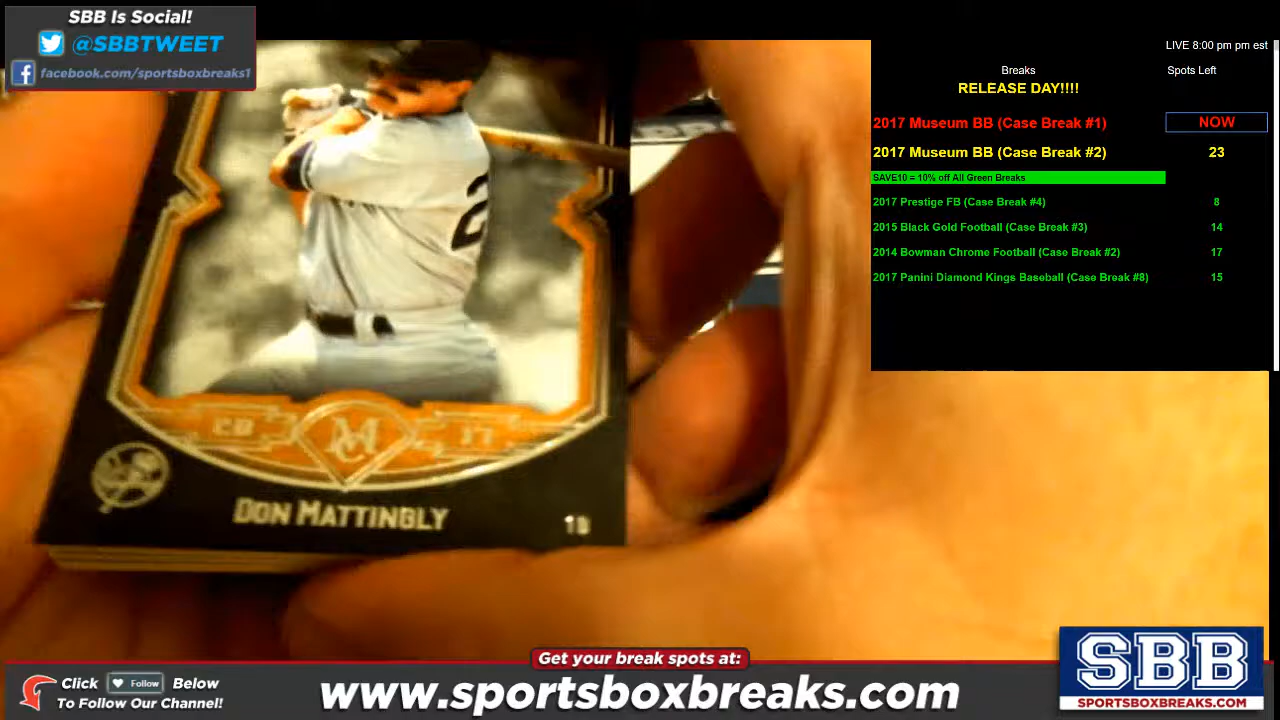 SBB Is Social!
@SBBTWEET
facebook.com/sportsboxbreaks1
LIVE 8:00 pm pm est
Breaks Spots Left
RELEASE DAY!!!!
2017 Museum BB (Case Break #1) NOW
2017 Museum BB (Case Break #2) 23
SAVE10 = 10% off All Green Breaks
2017 Prestige FB (Case Break #4) 8
2015 Black Gold Football (Case Break #3) 14
2014 Bowman Chrome Football (Case Break #2) 17
2017 Panini Diamond Kings Baseball (Case Break #8) 15
2
20 MC 17
DON MATTINGLY
Get your break spots at:
Click Follow Below
To Follow Our Channel!
www.sportsboxbreaks.com
SBB
SPORTSBOXBREAKS.COM